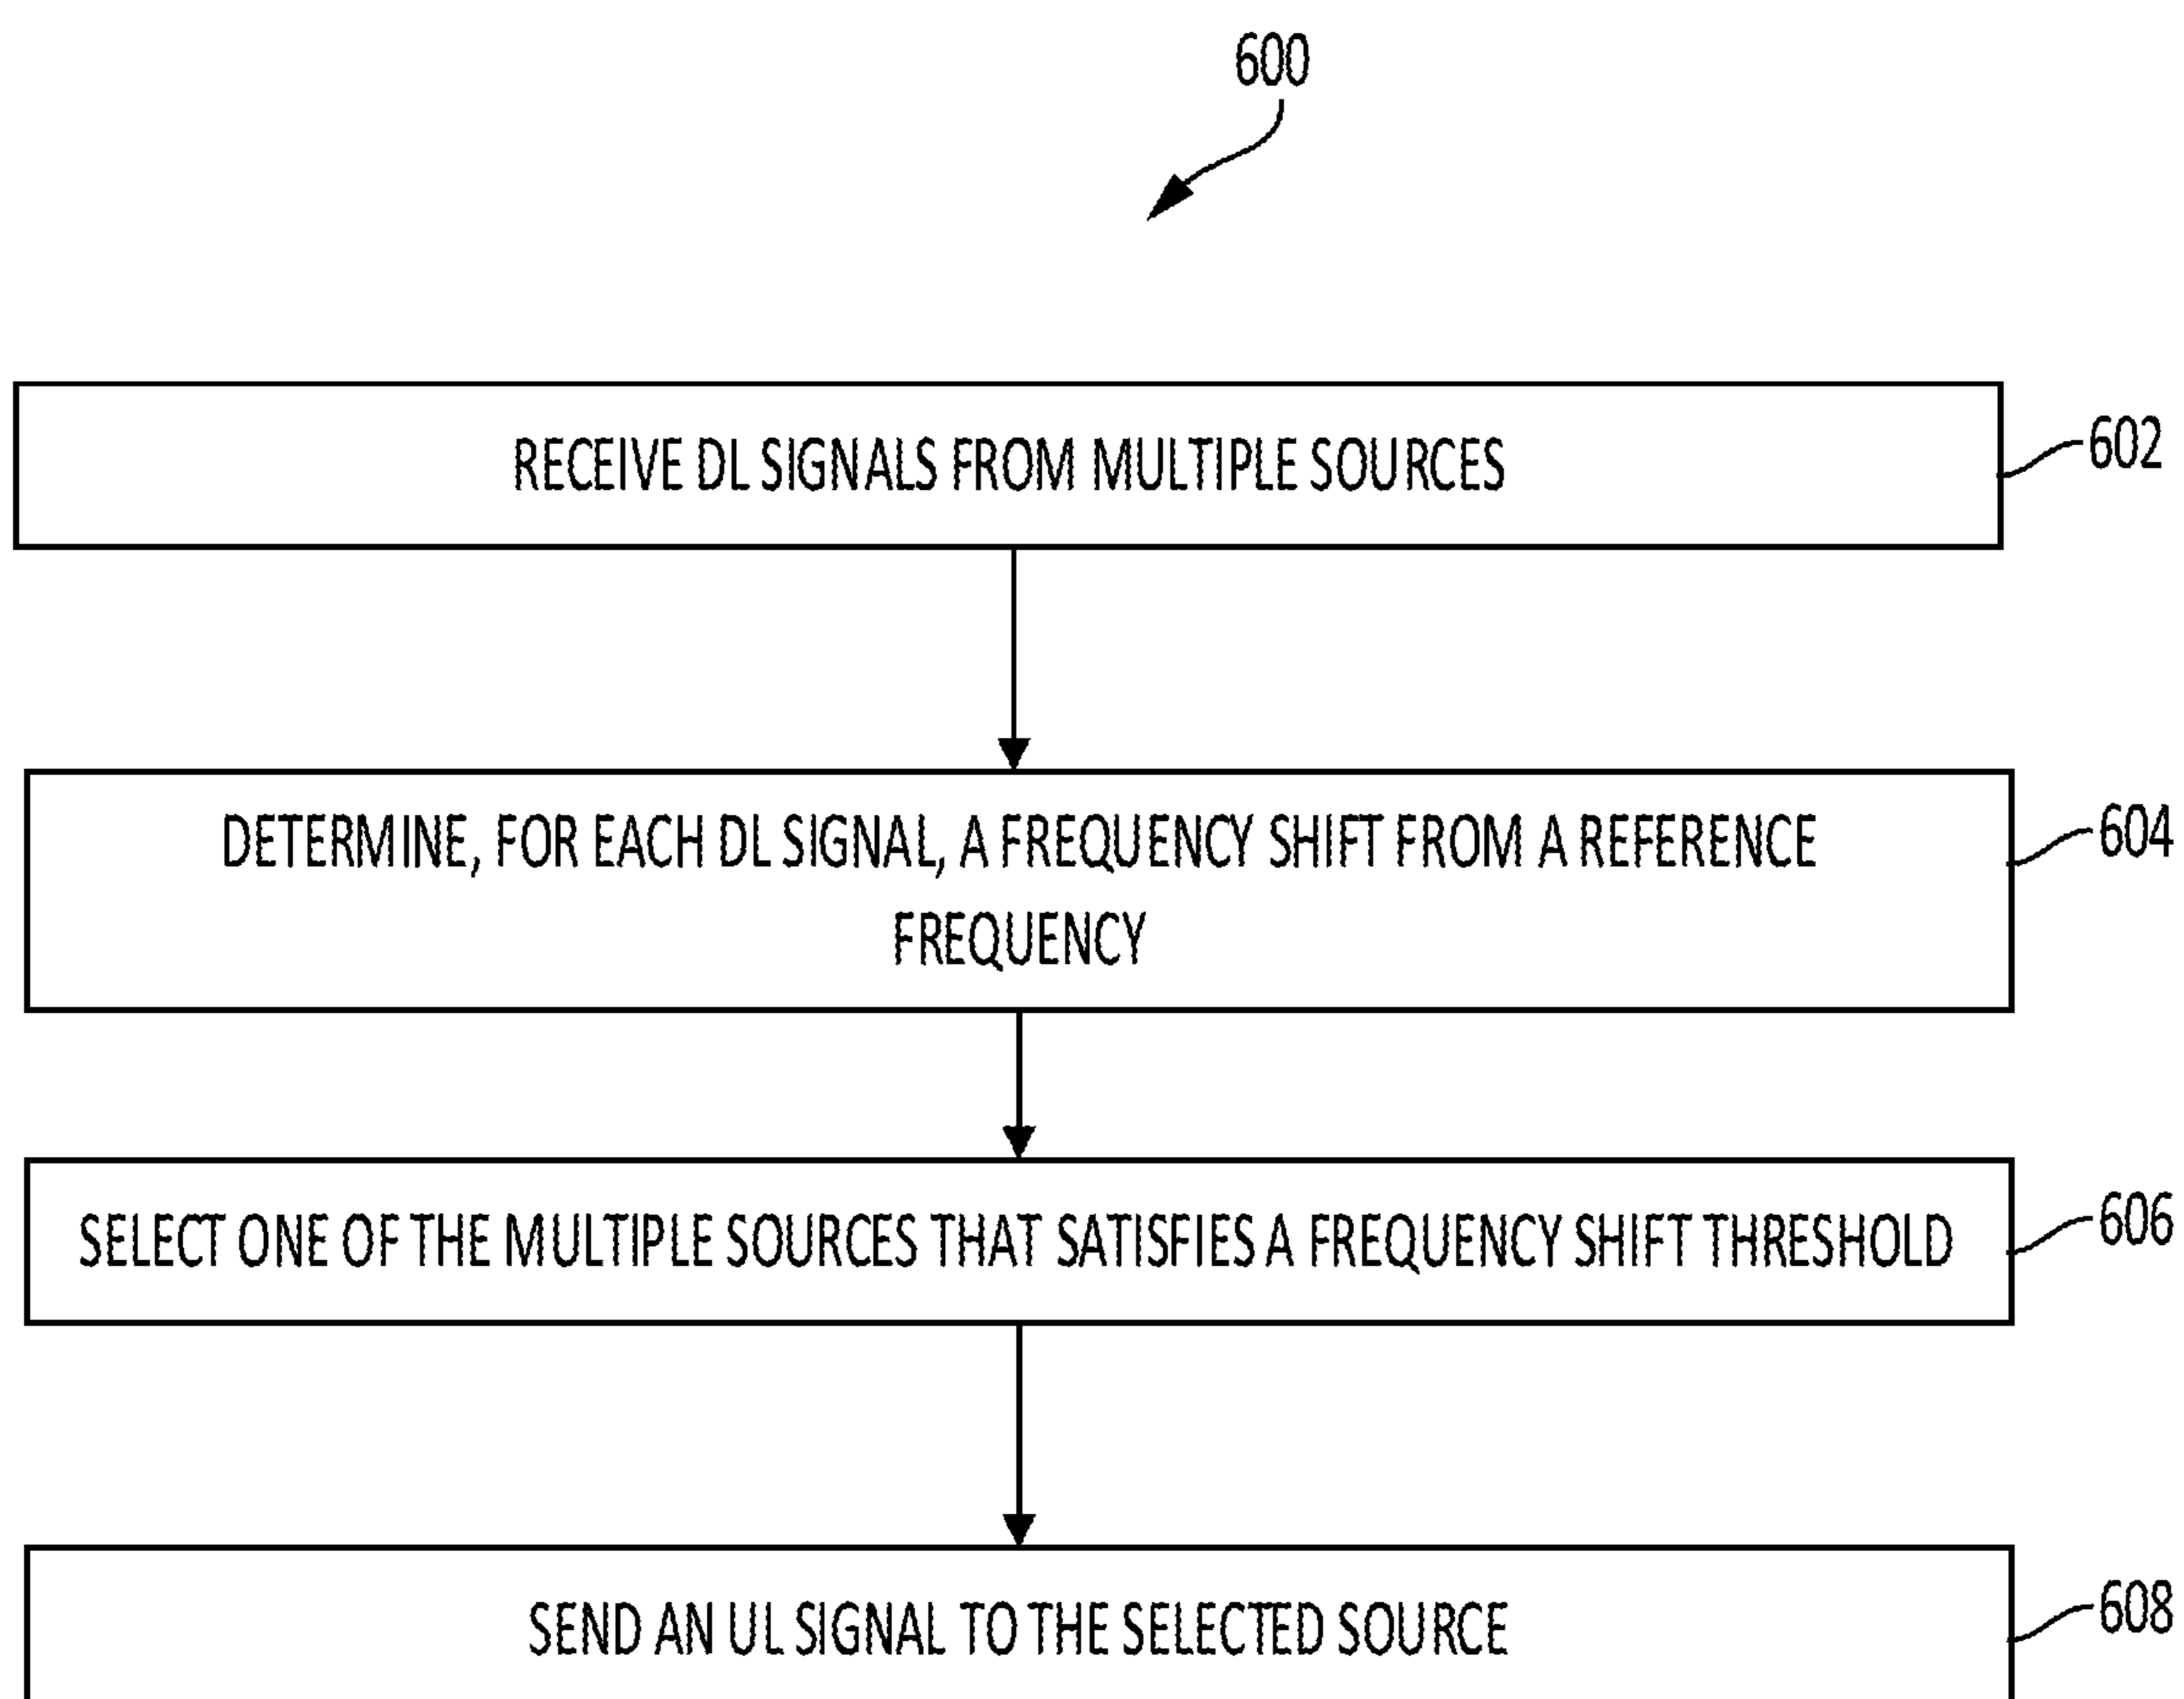 600
RECEIVE DL SIGNALS FROM MULTIPLE SOURCES
602
DETERMINE, FOR EACH DL SIGNAL, A FREQUENCY SHIFT FROM A REFERENCE
FREQUENCY
604
SELECT ONE OF THE MULTIPLE SOURCES THAT SATISFIES A FREQUENCY SHIFT THRESHOLD
606
SEND AN UL SIGNAL TO THE SELECTED SOURCE
608